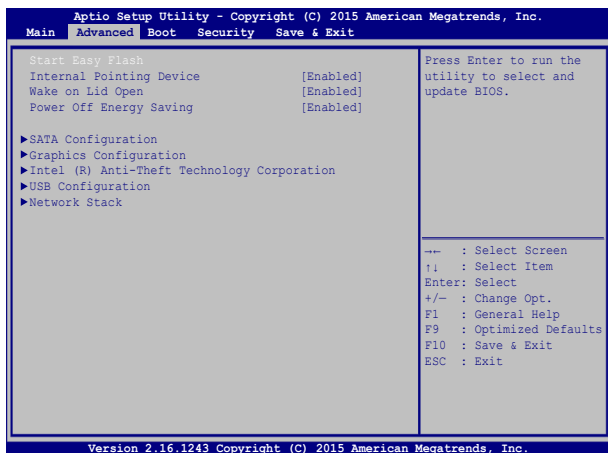 Aptio Setup Utility - Copyright (C) 2015 American Megatrends, Inc.
Main Advanced Boot Security Save & Exit
Start Easy Flash
Internal Pointing Device [Enabled]
Wake on Lid Open [Enabled]
Power Off Energy Saving [Enabled]
▶SATA Configuration
▶Graphics Configuration
▶Intel (R) Anti-Theft Technology Corporation
▶USB Configuration
▶Network Stack
Press Enter to run the
utility to select and
update BIOS.
→← : Select Screen
↑↓ : Select Item
Enter: Select
+/— : Change Opt.
F1 : General Help
F9 : Optimized Defaults
F10 : Save & Exit
ESC : Exit
Version 2.16.1243 Copyright (C) 2015 American Megatrends, Inc.